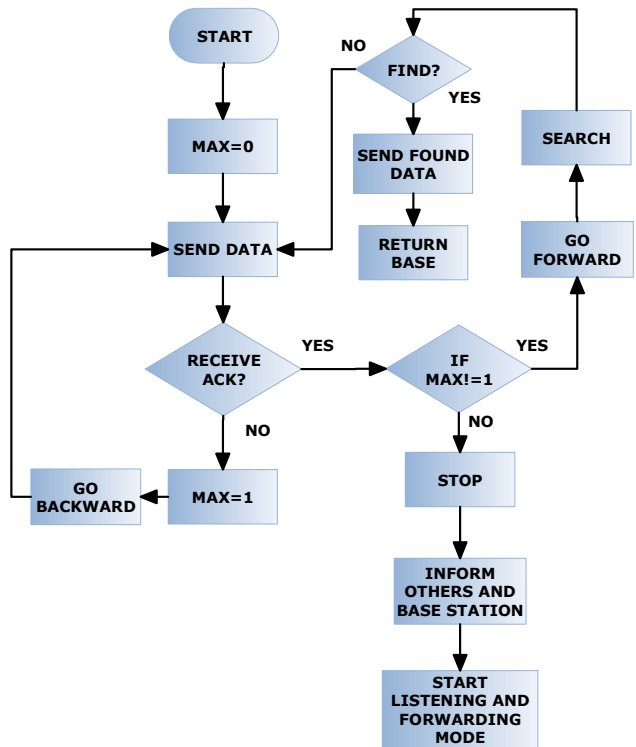 START
NO
FIND?
YES
MAX=0
SEND FOUND
DATA
SEARCH
SEND DATA
RETURN
BASE
GO
FORWARD
RECEIVE
ACK?
YES
IF
MAX!=1
YES
NO
NO
GO
BACKWARD
MAX=1
STOP
INFORM
OTHERS AND
BASE STATION
START
LISTENING AND
FORWARDING
MODE